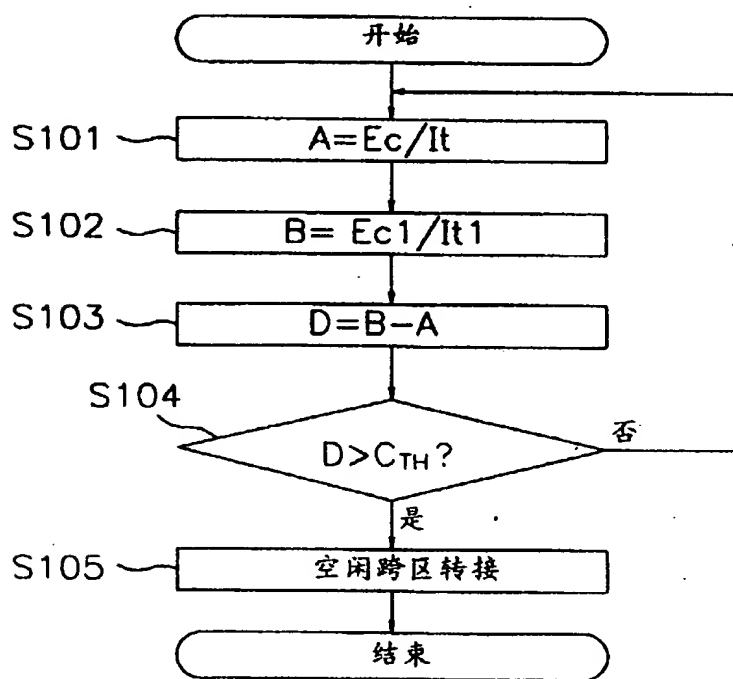 开始
S101 A=Ec/It
S102 B= Ec1/It1
S103 D=B-A
S104
D>CTH?
否
是
S105 空闲跨区转接
结束